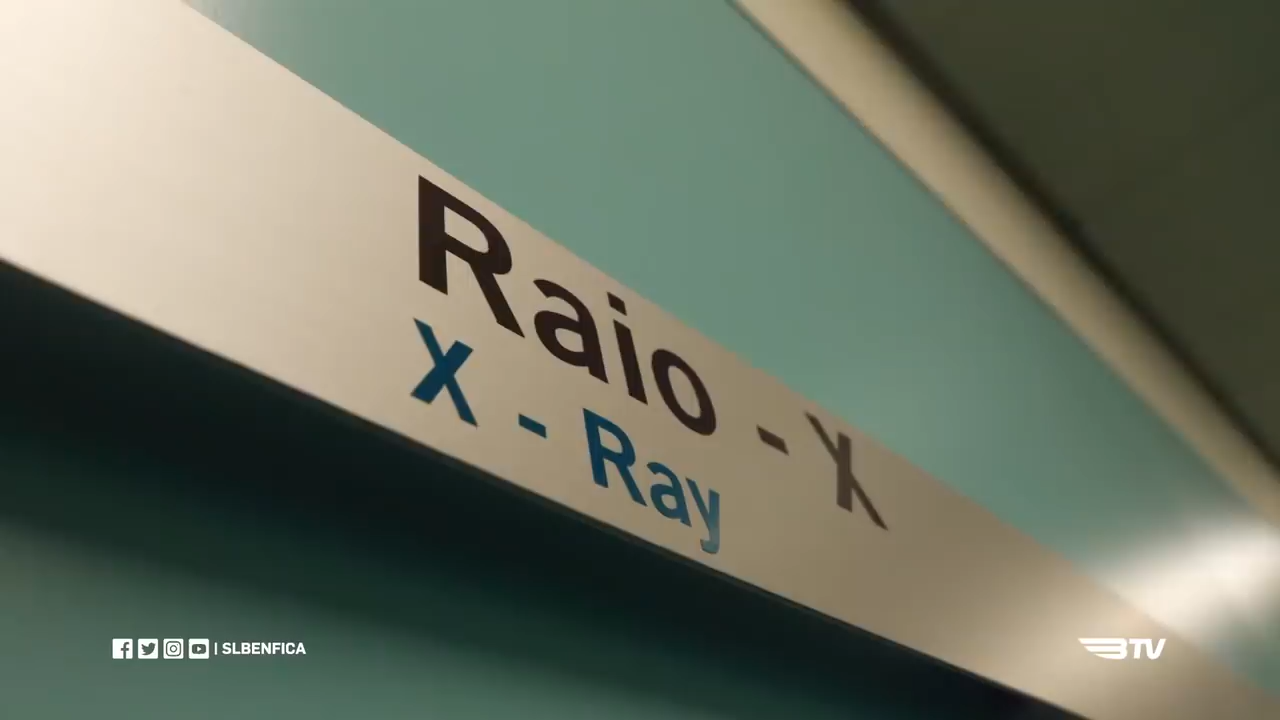 Raio - X
X - Ray
| SLBENFICA
BTV